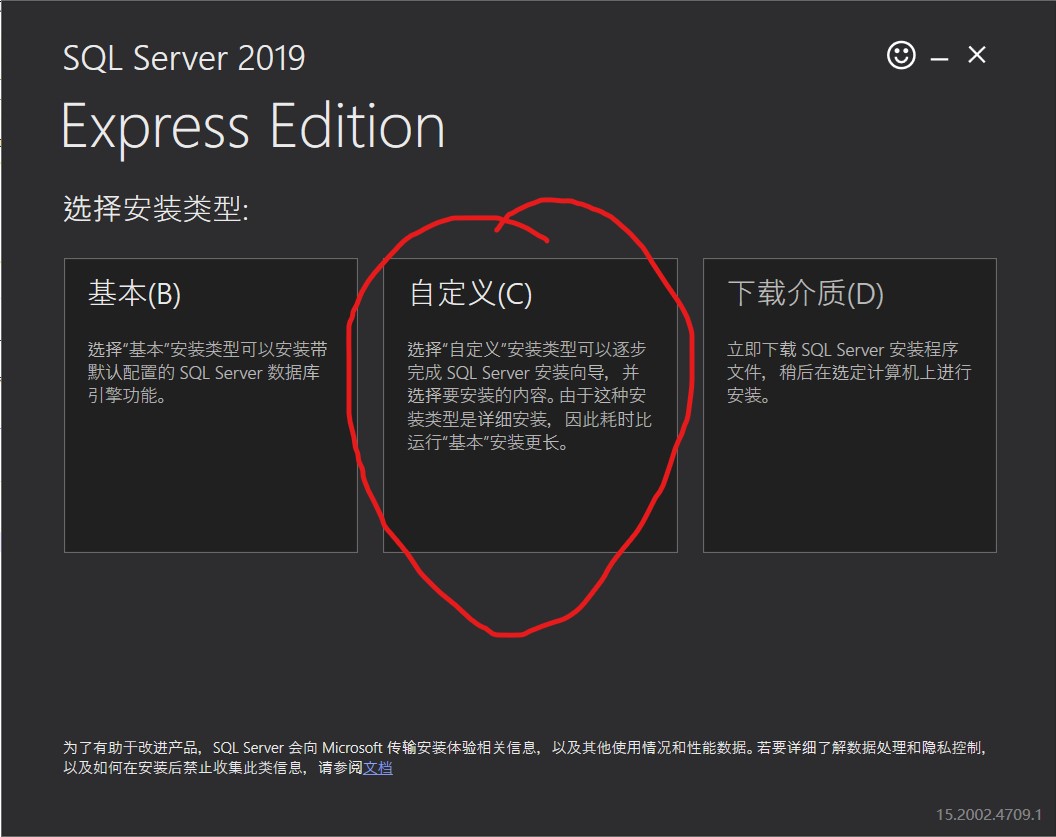 SQL Server 2019
Express Edition
选择安装类型:
基本(B)
选择“基本”安装类型可以安装带
默认配置的 SQL Server 数据库
引擎功能。
自定义(C)
选择“自定义”安装类型可以逐步
完成 SQL Server 安装向导，并
选择要安装的内容。由于这种安
装类型是详细安装，因此耗时比
运行“基本”安装更长。
下载介质(D)
立即下载 SQL Server 安装程序
文件，稍后在选定计算机上进行
安装。
为了有助于改进产品，SQL Server 会向 Microsoft 传输安装体验相关信息，以及其他使用情况和性能数据。若要详细了解数据处理和隐私控制，
以及如何在安装后禁止收集此类信息，请参阅文档
15.2002.4709.1